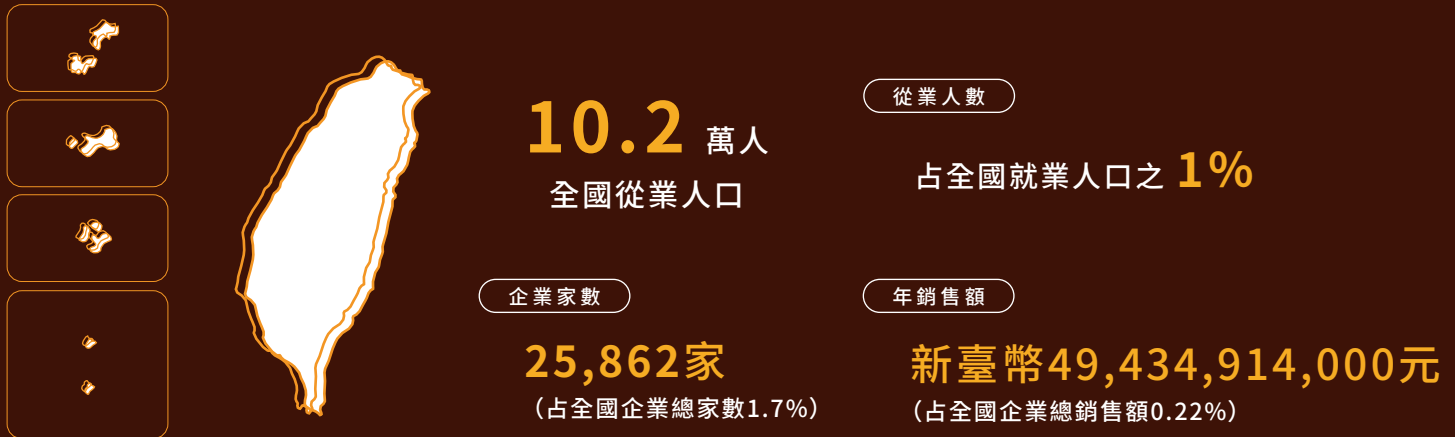 10.2 萬人
全國從業人口
從業人數
占全國就業人口之 1%
企業家數
25,862家
（占全國企業總家數1.7%）
年銷售額
新臺幣49,434,914,000元
（占全國企業總銷售額0.22%）